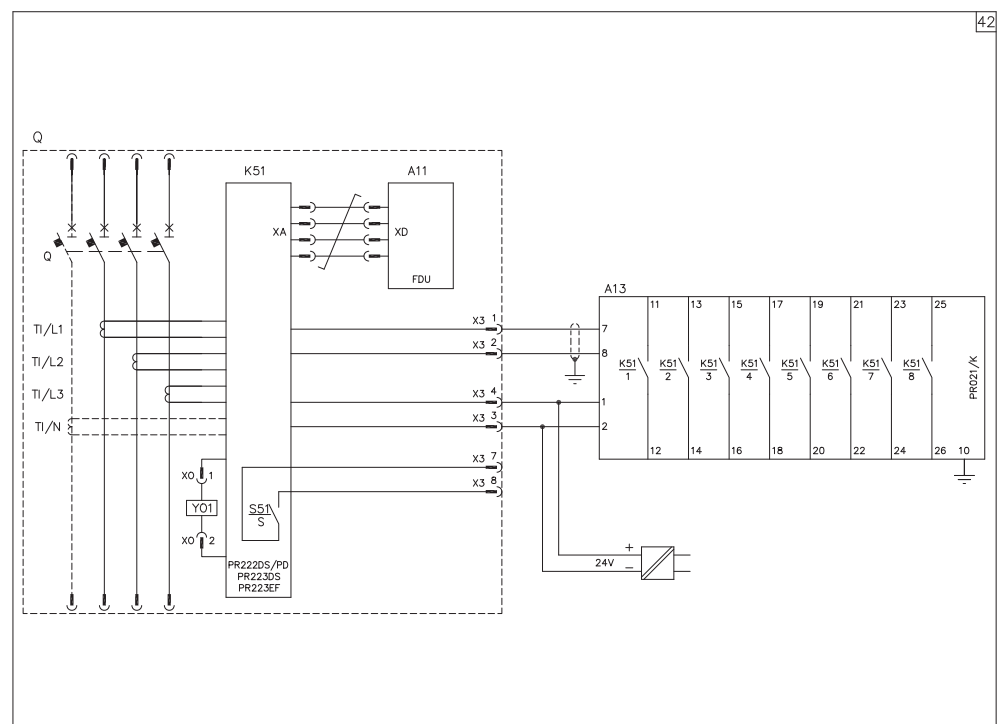 42
Q
K51
A11
XA
XD
Q
FDU
A13
11 13 15 17 19 21 23 25
X3 1
7
TI/L1
X3 2
8
TI/L2
K51 K51 K51 K51 K51 K51 K51 K51
1 2 3 4 5 6 7 8
PR021/K
TI/L3
X3 4
1
TI/N
X3 3
2
12 14 16 18 20 22 24 26 10
X3 7
X0 1
X3 8
Y01
S51
S
X0 2
+
24V
-
PR222DS/PD
PR223DS
PR223EF